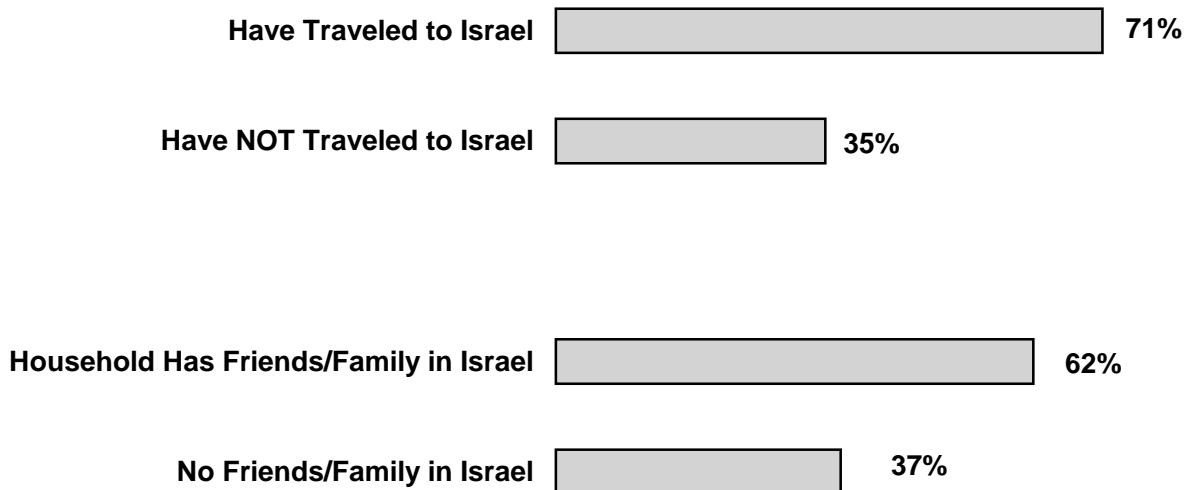 Have Traveled to Israel 71%
Have NOT Traveled to Israel 35%
Household Has Friends/Family in Israel 62%
No Friends/Family in Israel 37%